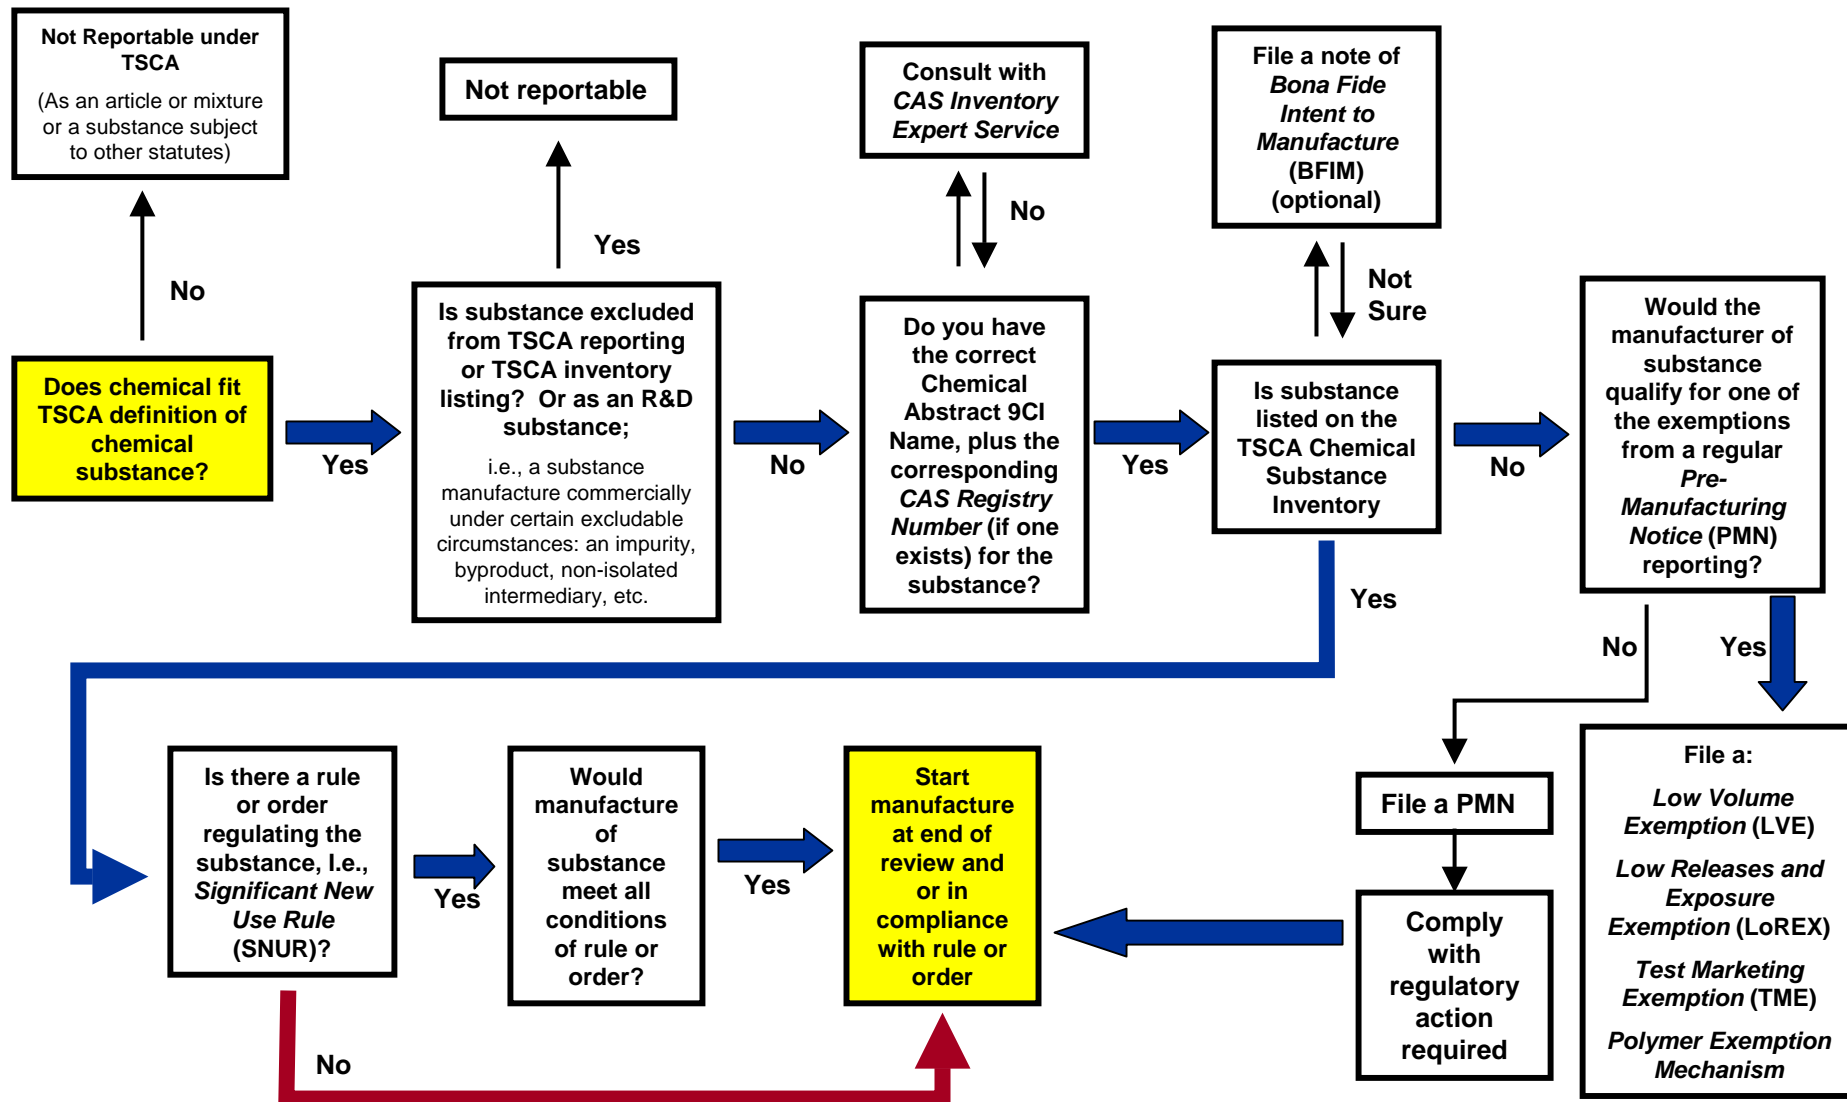 Not Reportable under
TSCA
(As an article or mixture
or a substance subject
to other statutes)
Not reportable
Consult with
CAS Inventory
Expert Service
File a note of
Bona Fide
Intent to
Manufacture
(BFIM)
(optional)
No
Yes
No
Not
Sure
Does chemical fit
TSCA definition of
chemical
substance?
Yes
Is substance excluded
from TSCA reporting
or TSCA inventory
listing?  Or as an R&D
substance;
i.e., a substance
manufacture commercially
under certain excludable
circumstances: an impurity,
byproduct, non-isolated
intermediary, etc.
No
Do you have
the correct
Chemical
Abstract 9CI
Name, plus the
corresponding
CAS Registry
Number (if one
exists) for the
substance?
Yes
Is substance
listed on the
TSCA Chemical
Substance
Inventory
No
Would the
manufacturer of
substance
qualify for one of
the exemptions
from a regular
Pre-
Manufacturing
Notice (PMN)
reporting?
Yes
No
Yes
Is there a rule
or order
regulating the
substance, I.e.,
Significant New
Use Rule
(SNUR)?
Yes
Would
manufacture
of
substance
meet all
conditions
of rule or
order?
Yes
Start
manufacture
at end of
review and
or in
compliance
with rule or
order
File a PMN
Comply
with
regulatory
action
required
File a:
Low Volume
Exemption (LVE)
Low Releases and
Exposure
Exemption (LoREX)
Test Marketing
Exemption (TME)
Polymer Exemption
Mechanism
No